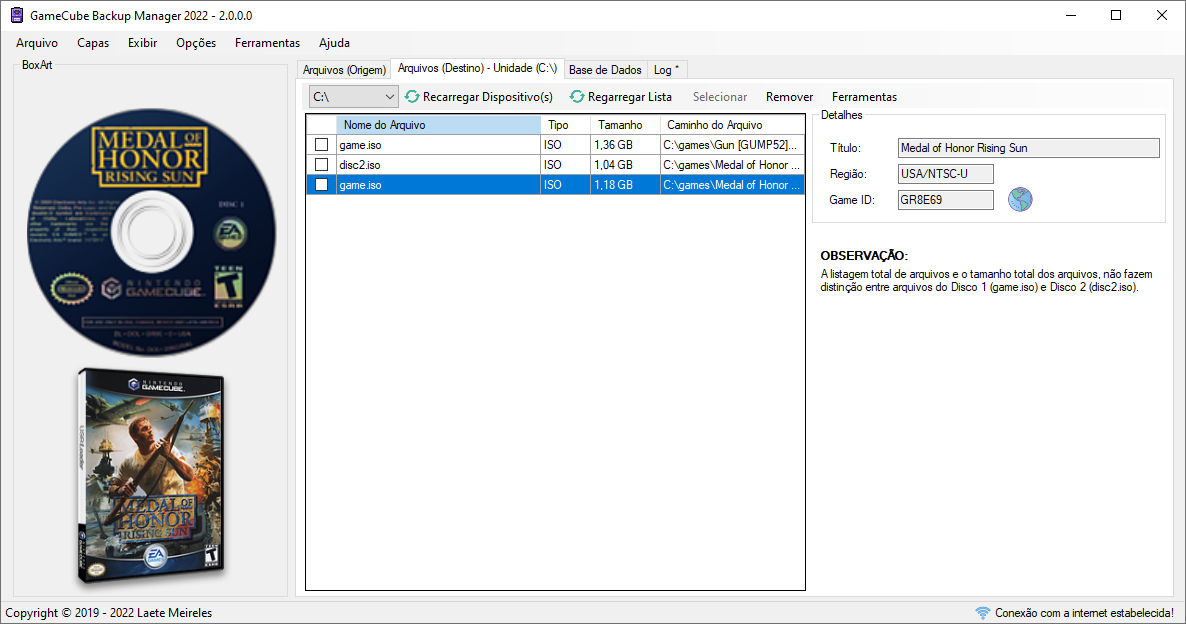 GameCube Backup Manager 2022 - 2.0.0.0
Arquivo Capas Exibir Opções Ferramentas Ajuda
BoxArt
MEDAL OF
HONOR
RISING SUN
DISC 1
EA GAMES
NINTENDO
GAMECUBE
TEEN
T
ESRB
NINTENDO
GAMECUBE
MEDAL OF
HONOR
RISING SUN
EA
GAMES
T
Arquivos (Origem) Arquivos (Destino) - Unidade (C:\) Base de Dados Log *
C:\ Recarregar Dispositivo(s) Regarregar Lista Selecionar Remover Ferramentas
Nome do Arquivo Tipo Tamanho Caminho do Arquivo
game.iso ISO 1,36 GB C:\games\Gun [GUMP52]...
disc2.iso ISO 1,04 GB C:\games\Medal of Honor ...
game.iso ISO 1,18 GB C:\games\Medal of Honor ...
Detalhes
Título: Medal of Honor Rising Sun
Região: USA/NTSC-U
Game ID: GR8E69
OBSERVAÇÃO:
A listagem total de arquivos e o tamanho total dos arquivos, não fazem
distinção entre arquivos do Disco 1 (game.iso) e Disco 2 (disc2.iso).
Copyright © 2019 - 2022 Laete Meireles
Conexão com a internet estabelecida!